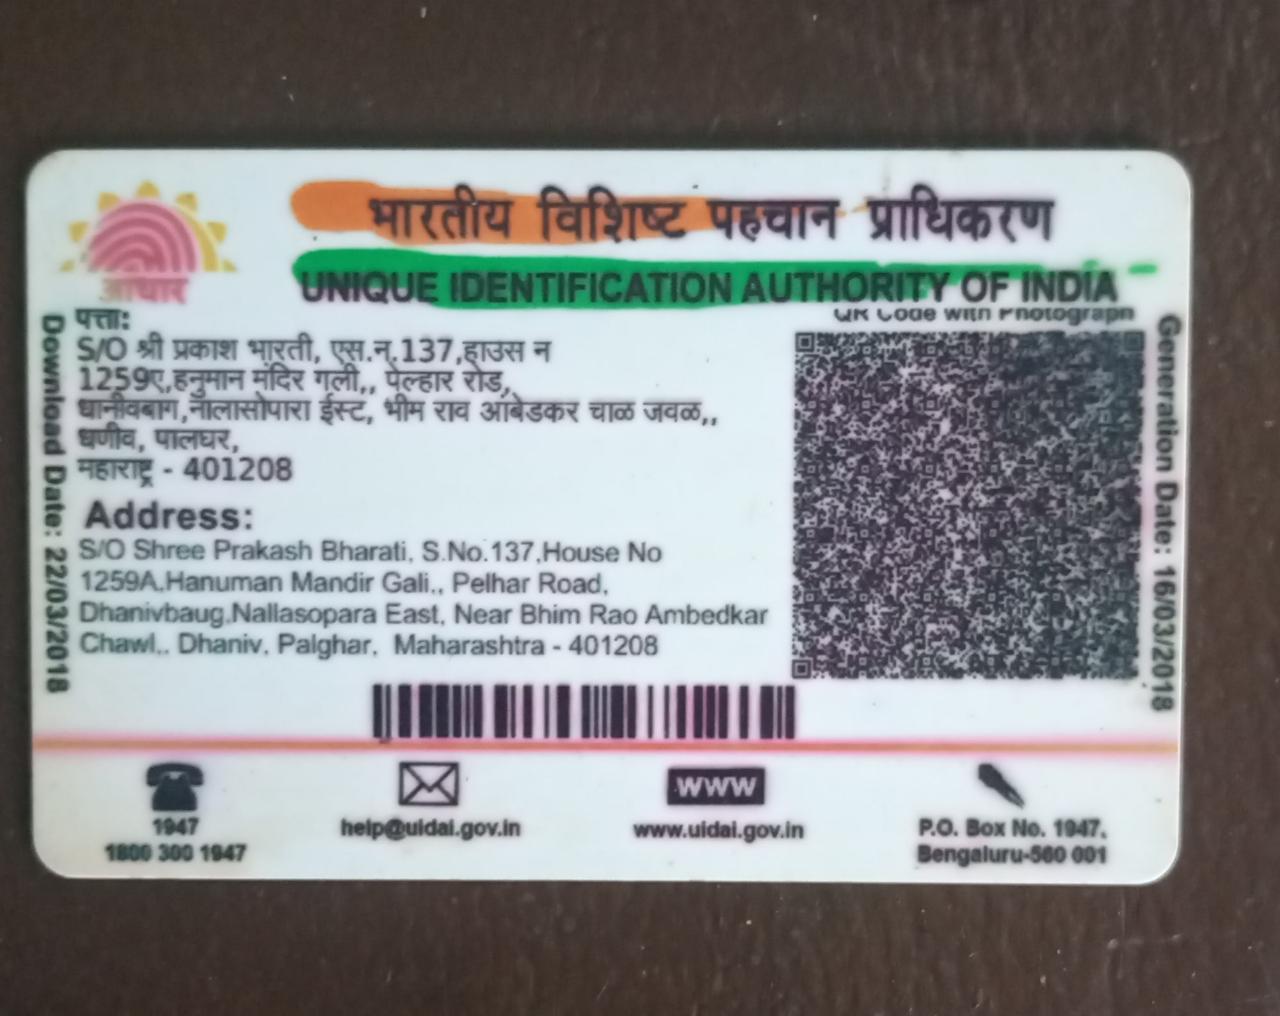 भारतीय विशिष्ट पहचान प्राधिकरण
UNIQUE IDENTIFICATION AUTHORITY OF INDIA
आधार
QR Code with Photograph
पत्ता:
S/O श्री प्रकाश भारती, एस.न.137,हाउस न
1259ए,हनुमान मंदिर गली,, पेल्हार रोड,
धानीवबाग,नालासोपारा ईस्ट, भीम राव आंबेडकर चाळ जवळ,,
धणीव, पालघर,
महाराष्ट्र - 401208
Address:
S/O Shree Prakash Bharati, S.No.137,House No
1259A,Hanuman Mandir Gali,, Pelhar Road,
Dhanivbaug,Nallasopara East, Near Bhim Rao Ambedkar
Chawl,, Dhaniv, Palghar,  Maharashtra - 401208
Download Date: 22/03/2018
Generation Date: 16/03/2018
1947
1800 300 1947
help@uidai.gov.in
www
www.uidai.gov.in
P.O. Box No. 1947,
Bengaluru-560 001